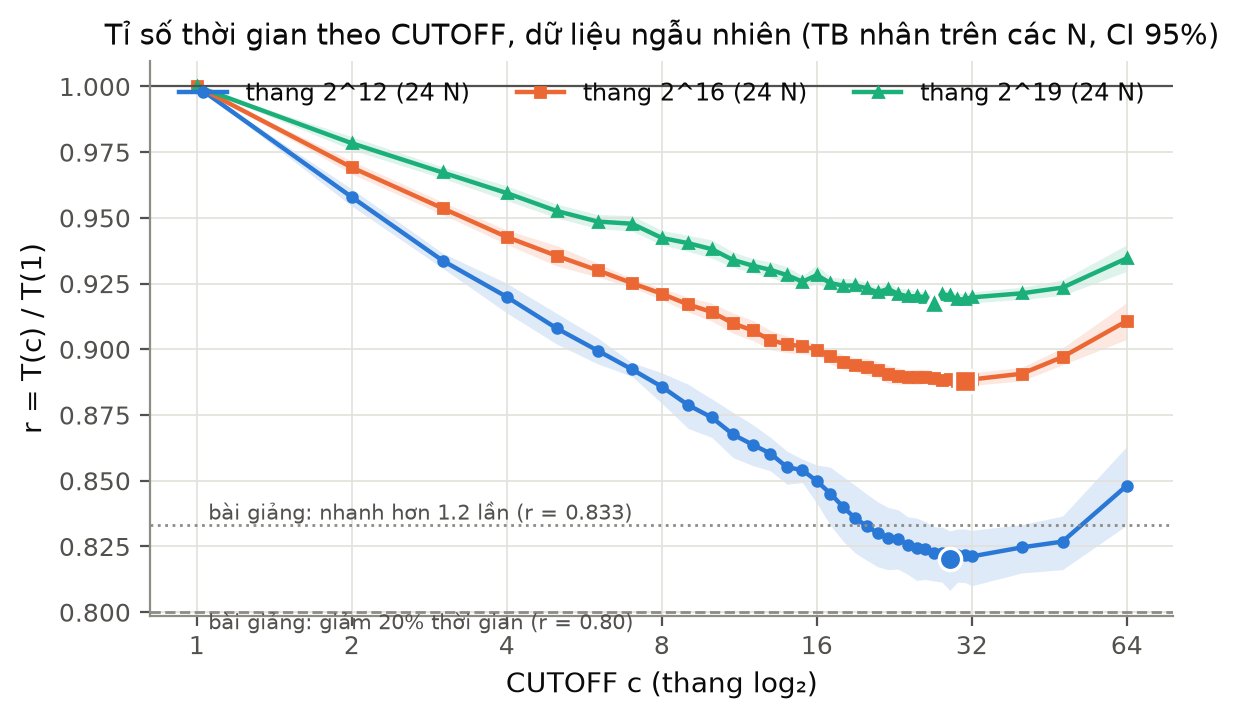 Tỉ số thời gian theo CUTOFF, dữ liệu ngẫu nhiên (TB nhân trên các N, CI 95%)
thang 2^12 (24 N) thang 2^16 (24 N) thang 2^19 (24 N)
r = T(c) / T(1)
1.000
0.975
0.950
0.925
0.900
0.875
0.850
0.825
0.800
bài giảng: nhanh hơn 1.2 lần (r = 0.833)
bài giảng: giảm 20% thời gian (r = 0.80)
1 2 4 8 16 32 64
CUTOFF c (thang log₂)